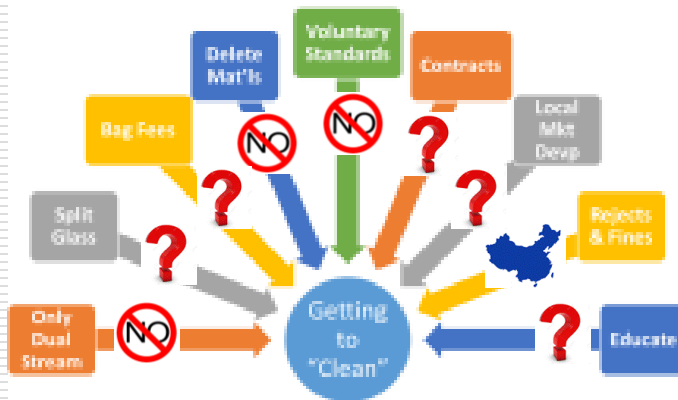 Voluntary
Standards
Delete
Mat'ls
Contracts
Bag Fees
Local
Mkt
Devp
Split
Glass
Rejects
& Fines
Only
Dual
Stream
Educate
Getting
to
"Clean"
NO
NO
NO
?
?
?
?
?